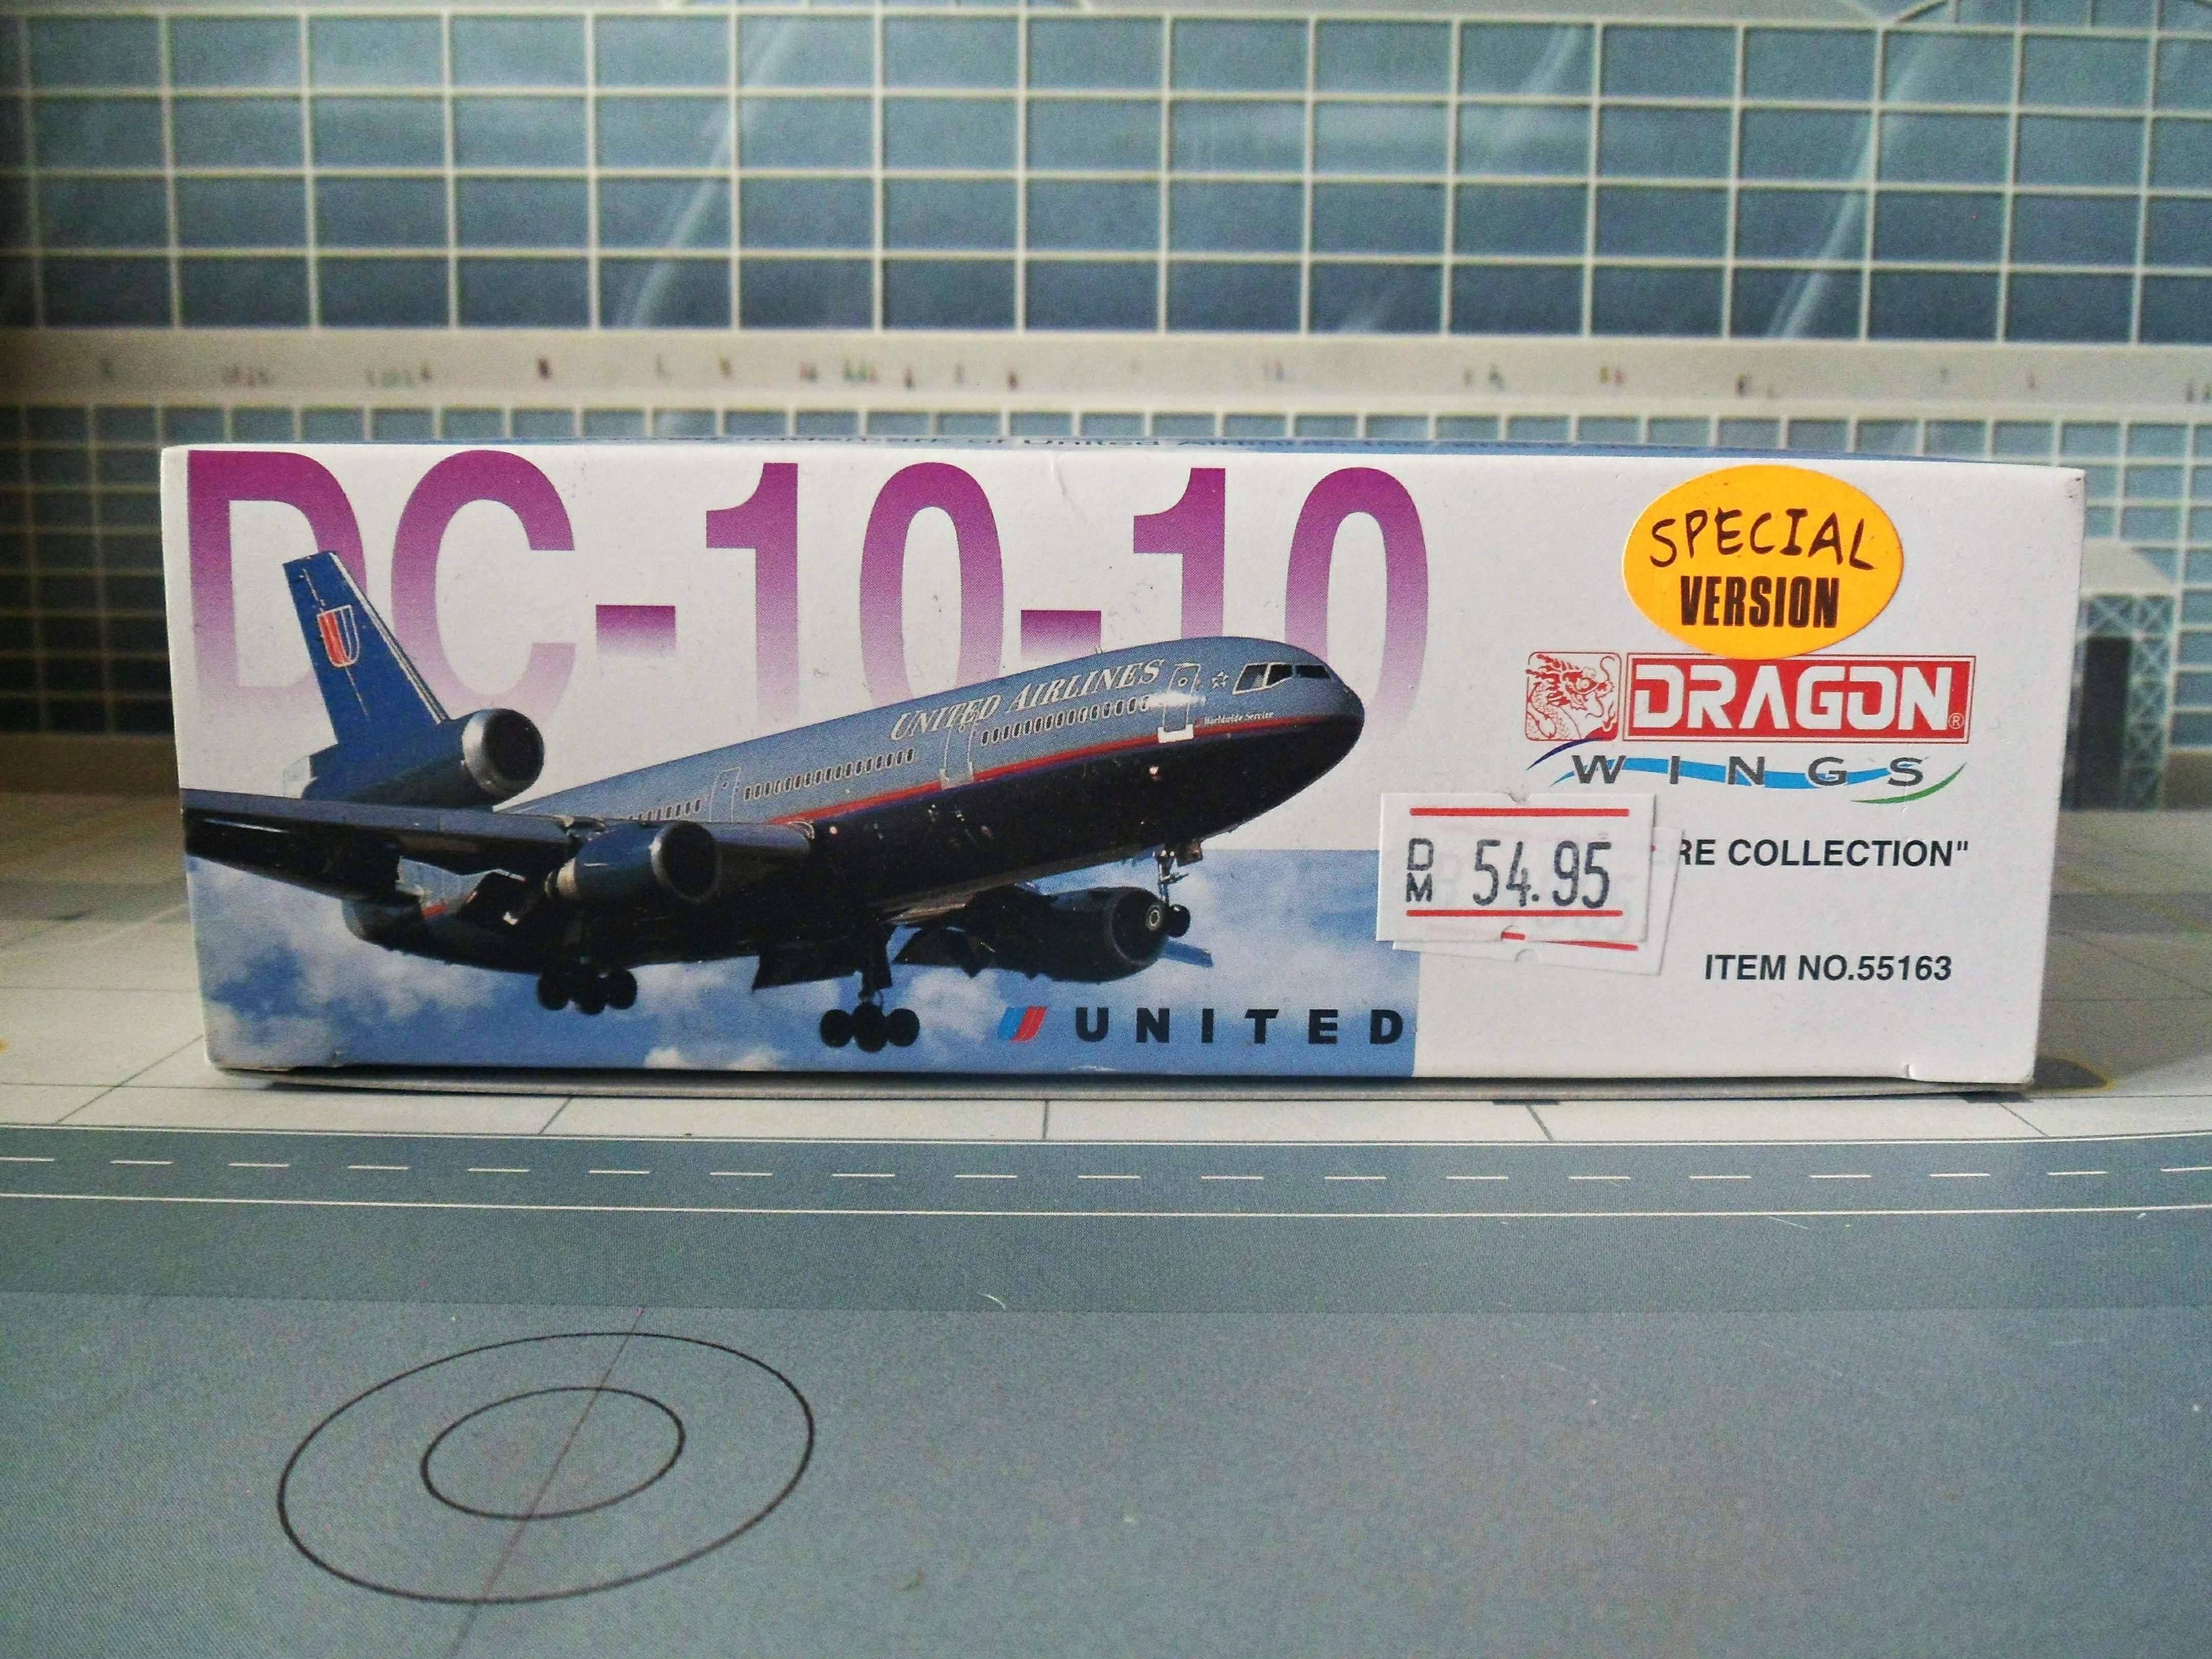 DC-10-10
SPECIAL
VERSION
DRAGON®
WINGS
RE COLLECTION"
DM 54.95
ITEM NO.55163
UNITED AIRLINES
Worldwide Service
UNITED